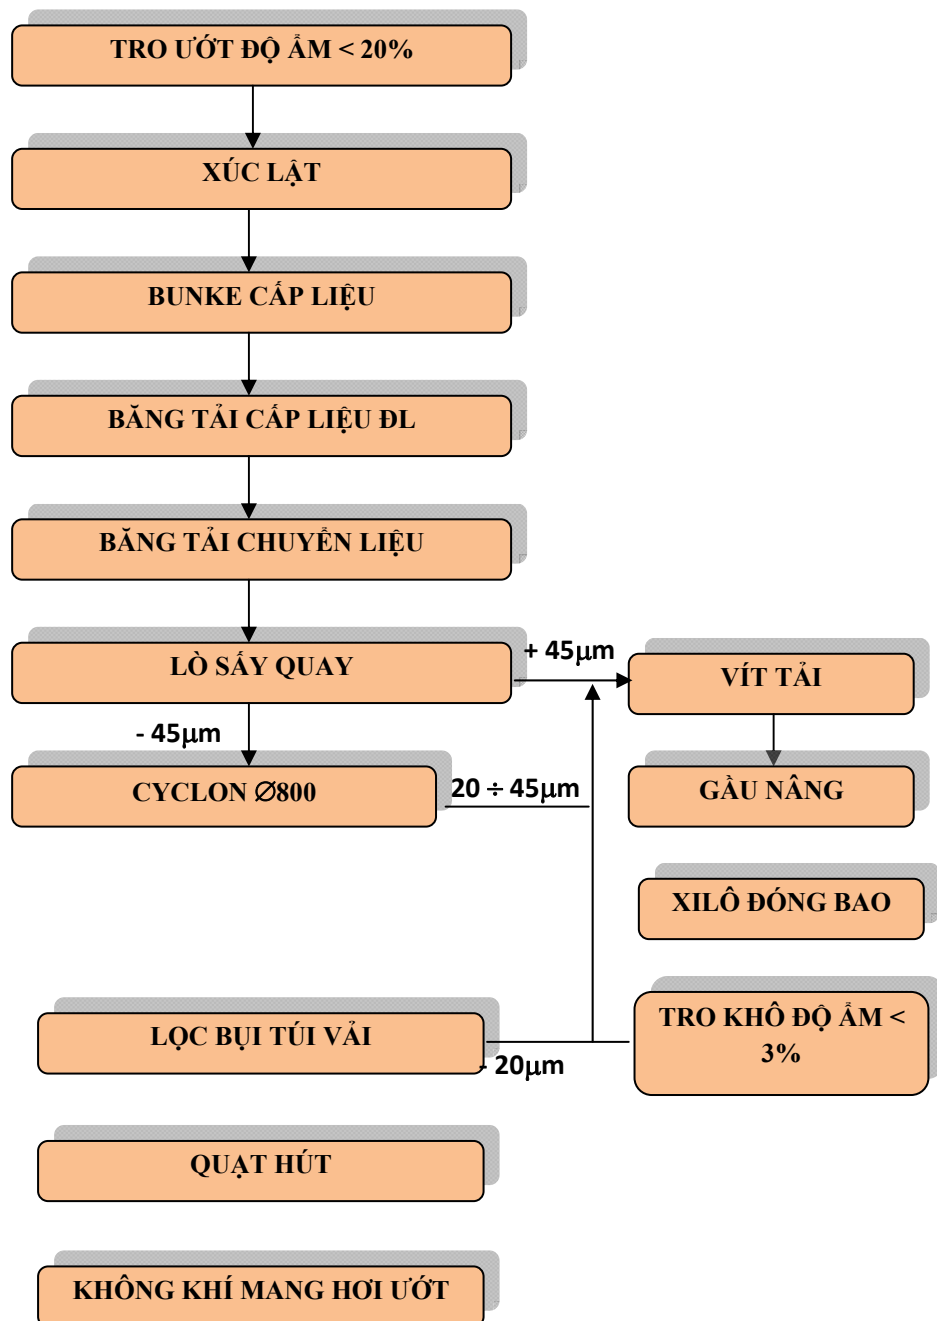 TRO ƯỚT ĐỘ ẨM < 20%
XÚC LẬT
BUNKE CẤP LIỆU
BĂNG TẢI CẤP LIỆU ĐL
BĂNG TẢI CHUYỄN LIỆU
LÒ SẤY QUAY
+ 45µm
VÍT TẢI
- 45µm
CYCLON ∅800
20 ÷ 45µm
GẦU NÂNG
XILÔ ĐÓNG BAO
LỌC BỤI TÚI VẢI
- 20µm
TRO KHÔ ĐỘ ẨM <
3%
QUẠT HÚT
KHÔNG KHÍ MANG HƠI ƯỚT